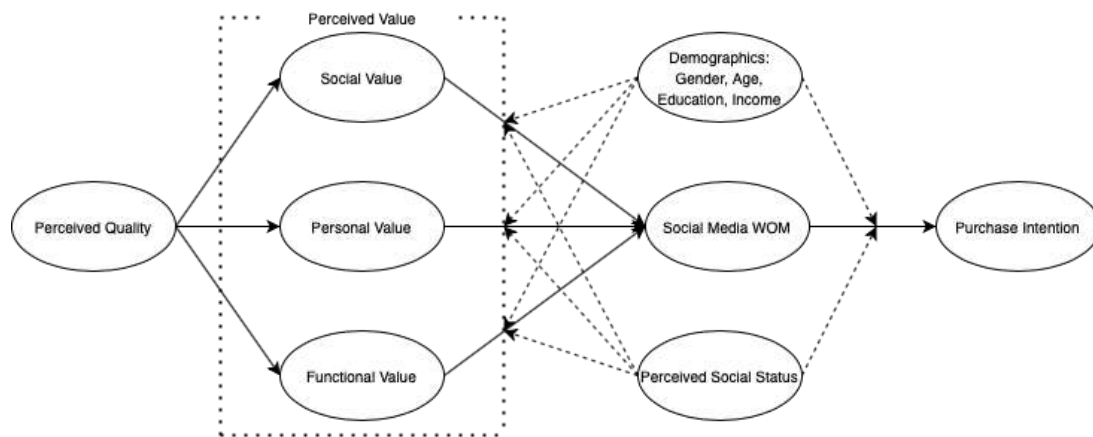 Perceived Value
Social Value
Demographics:
Gender, Age,
Education, Income
Perceived Quality
Personal Value
Social Media WOM
Purchase Intention
Functional Value
Perceived Social Status